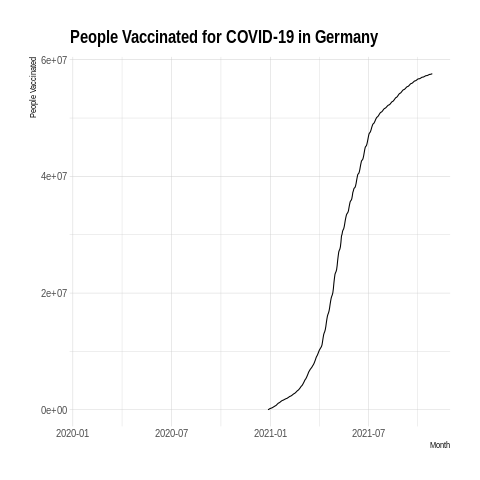 People Vaccinated for COVID-19 in Germany
People Vaccinated
6e+07
4e+07
2e+07
0e+00
2020-01 2020-07 2021-01 2021-07
Month